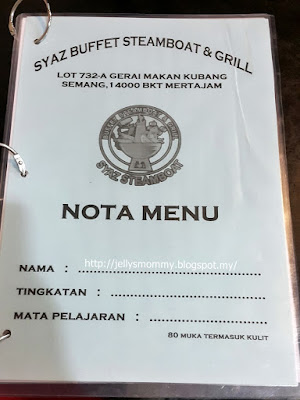 SYAZ BUFFET STEAMBOAT & GRILL
LOT 732-A GERAI MAKAN KUBANG
SEMANG,14000 BKT MERTAJAM
SYAZ STEAMBOAT
NOTA MENU
http://jellysmommy.blogspot.my/
NAMA :
TINGKATAN :
MATA PELAJARAN :
80 MUKA TERMASUK KULIT